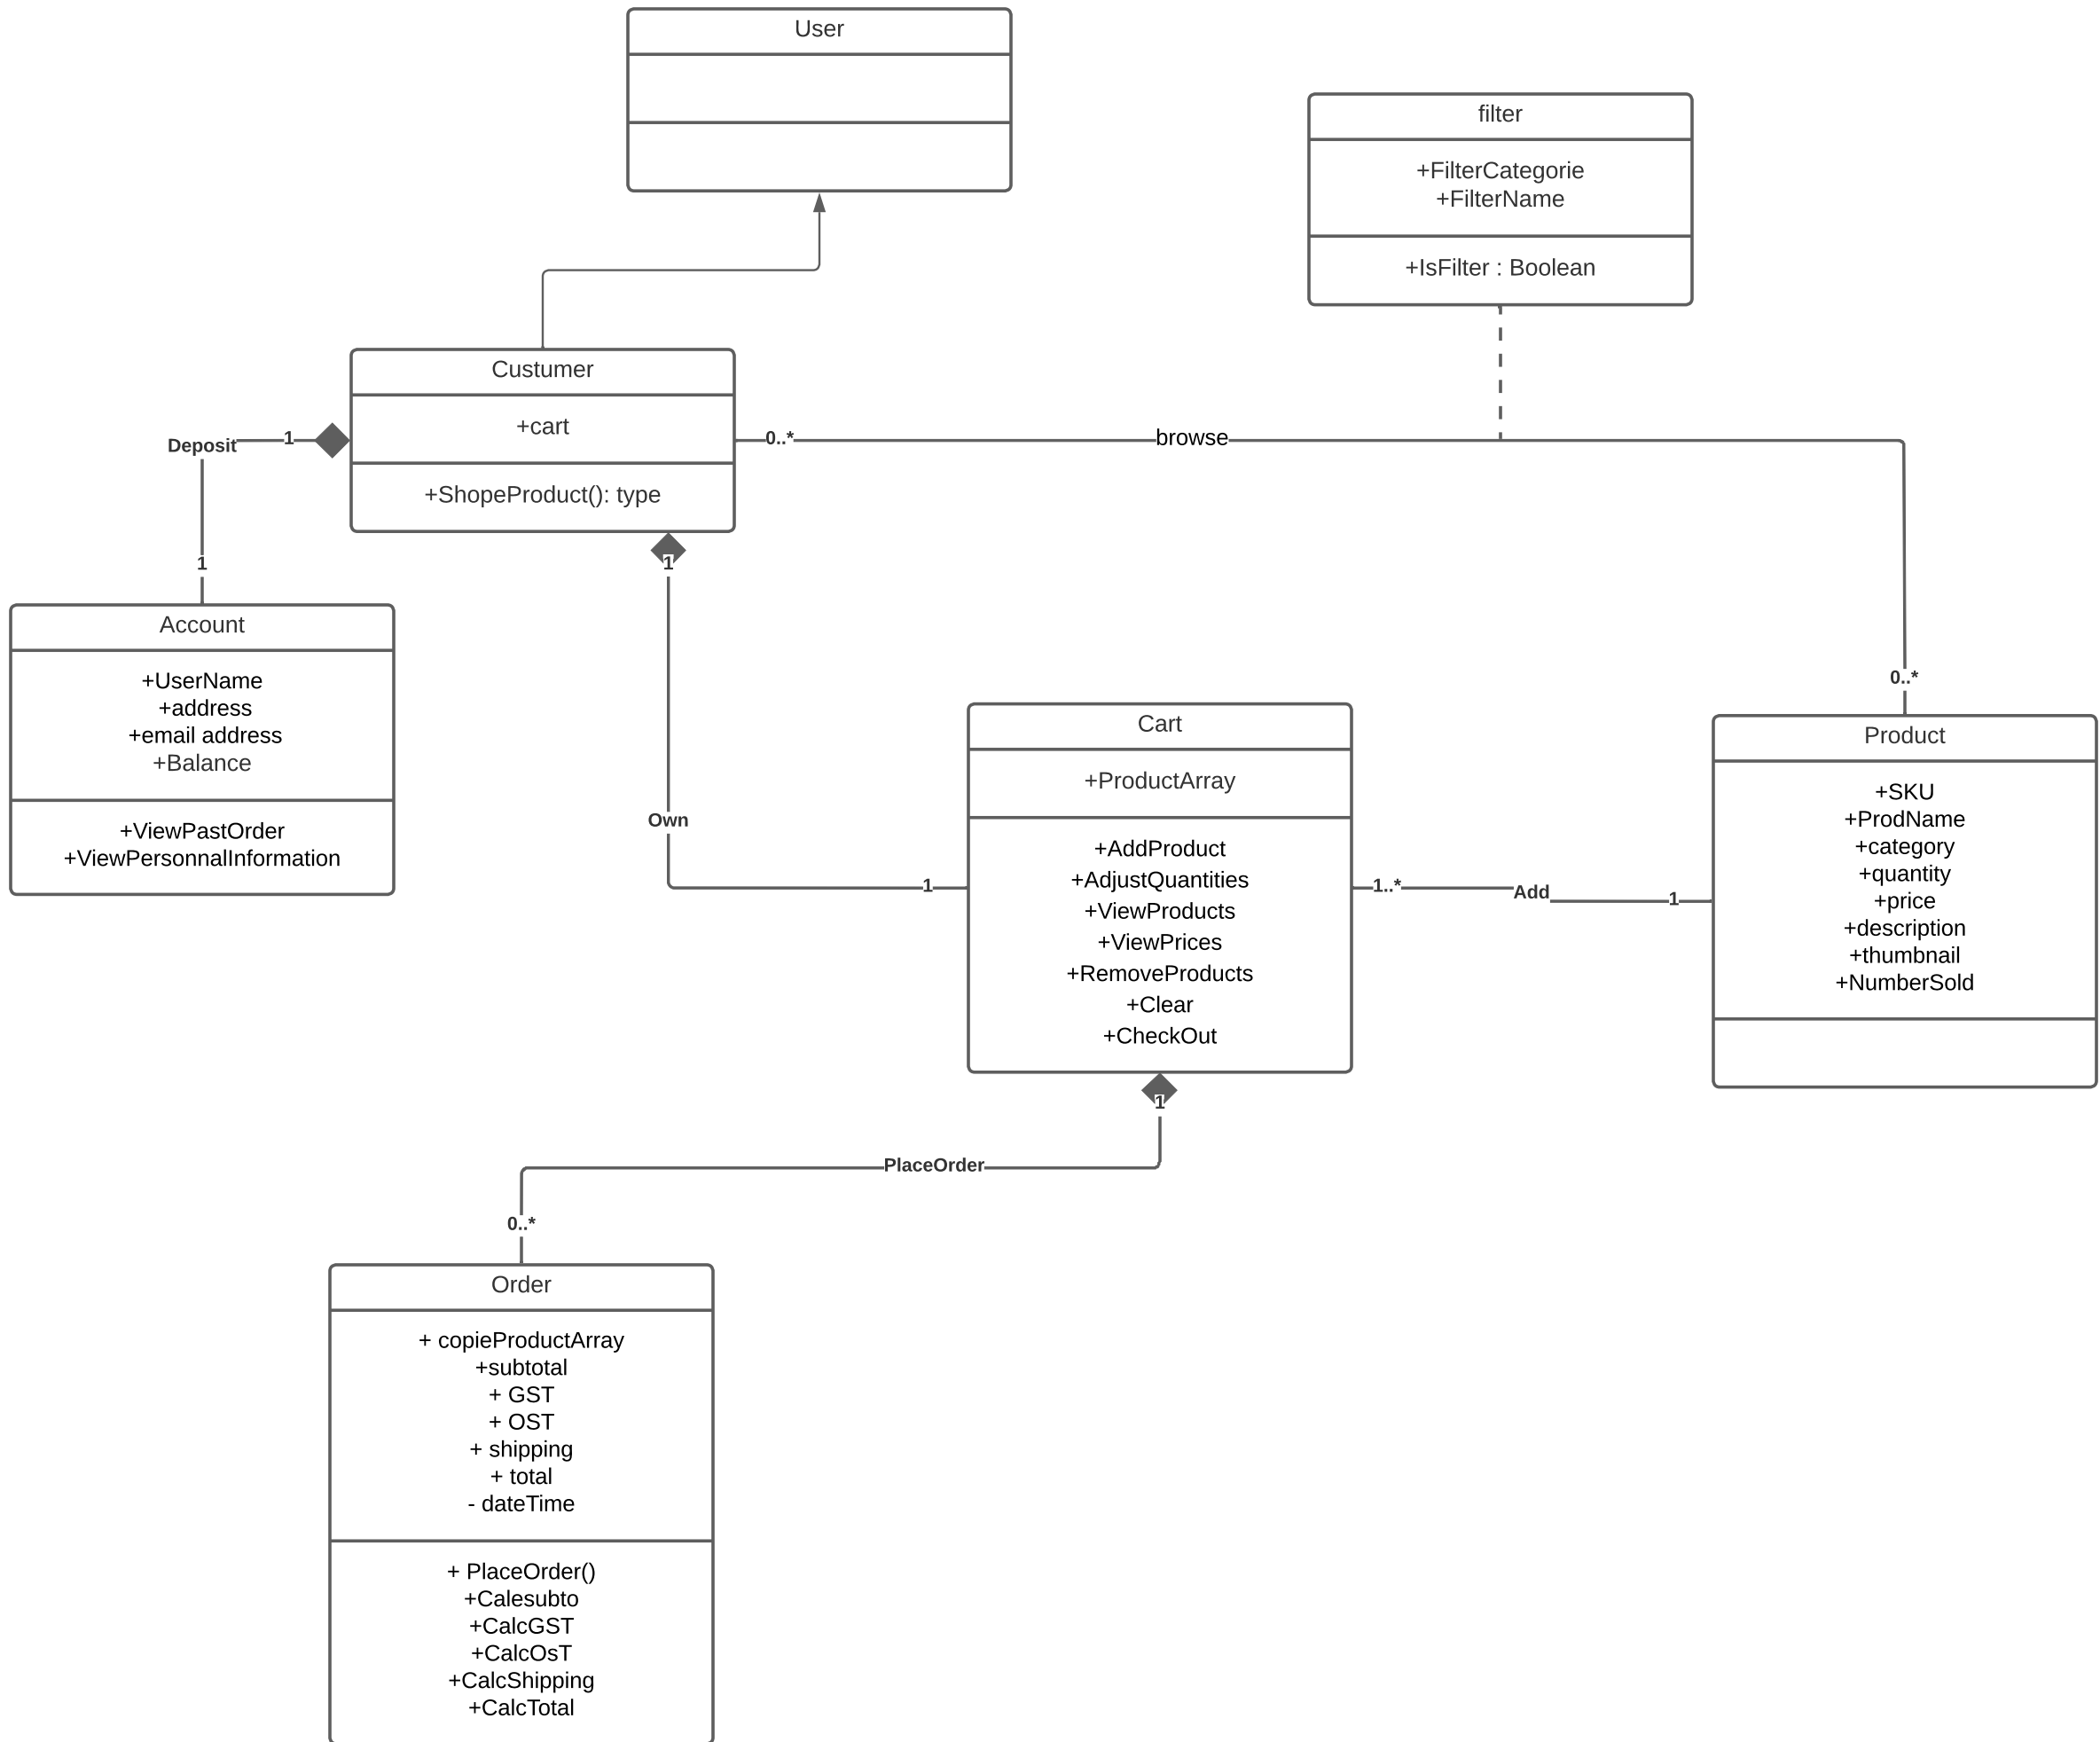 User
filter
+FilterCategorie
+FilterName
+IsFilter : Boolean
Custumer
+cart
+ShopeProduct(): type
Deposit
1
1
0..*
browse
0..*
Account
+UserName
+address
+email address
+Balance
+ViewPastOrder
+ViewPersonnalInformation
1
Own
1
Cart
+ProductArray
+AddProduct
+AdjustQuantities
+ViewProducts
+ViewPrices
+RemoveProducts
+Clear
+CheckOut
1..*
Add
1
Product
+SKU
+ProdName
+category
+quantity
+price
+description
+thumbnail
+NumberSold
1
PlaceOrder
0..*
Order
+ copieProductArray
+subtotal
+ GST
+ OST
+ shipping
+ total
- dateTime
+ PlaceOrder()
+Calesubto
+CalcGST
+CalcOsT
+CalcShipping
+CalcTotal